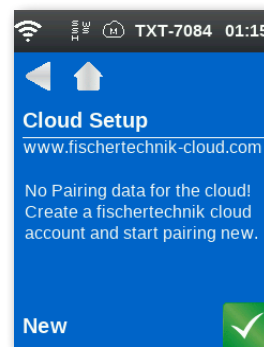 TXT-7084 01:15
Cloud Setup
www.fischertechnik-cloud.com
No Pairing data for the cloud!
Create a fischertechnik cloud
account and start pairing new.
New